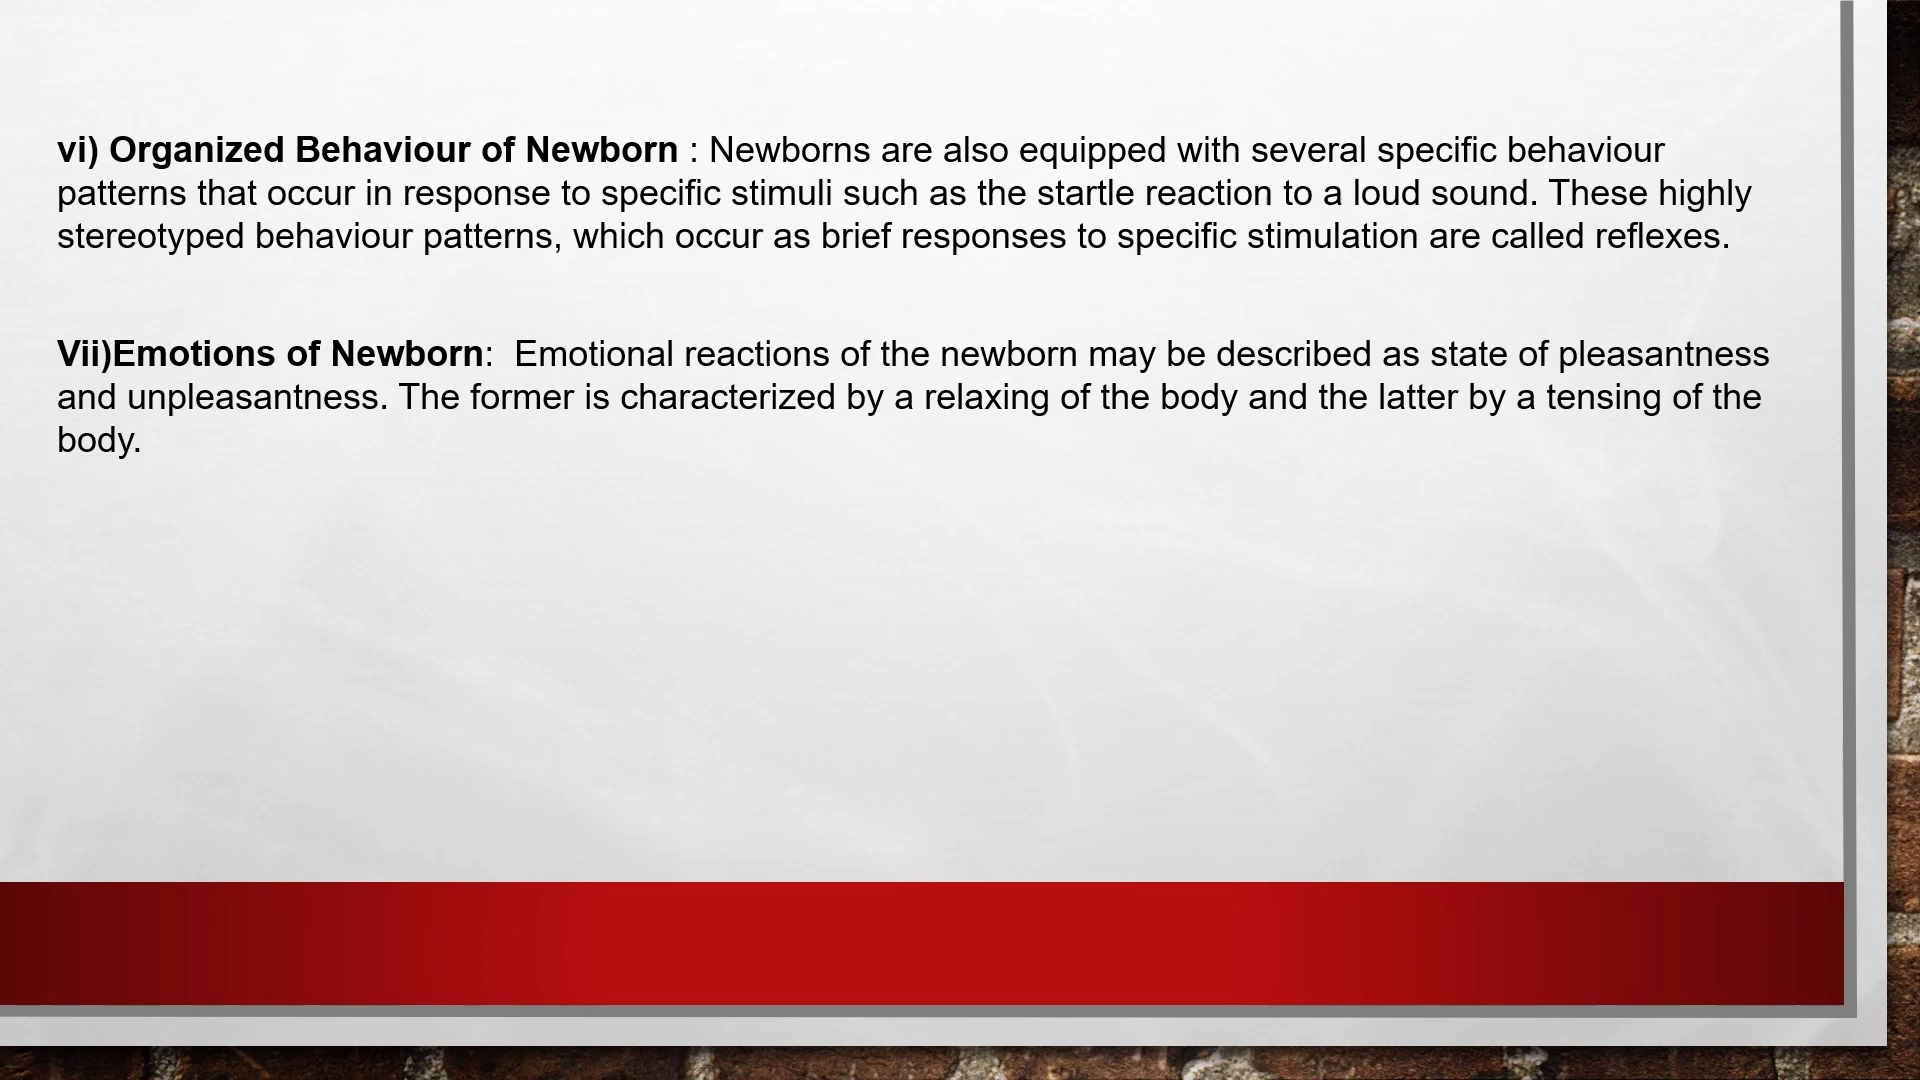 vi) Organized Behaviour of Newborn : Newborns are also equipped with several specific behaviour
patterns that occur in response to specific stimuli such as the startle reaction to a loud sound. These highly
stereotyped behaviour patterns, which occur as brief responses to specific stimulation are called reflexes.
Vii)Emotions of Newborn:  Emotional reactions of the newborn may be described as state of pleasantness
and unpleasantness. The former is characterized by a relaxing of the body and the latter by a tensing of the
body.